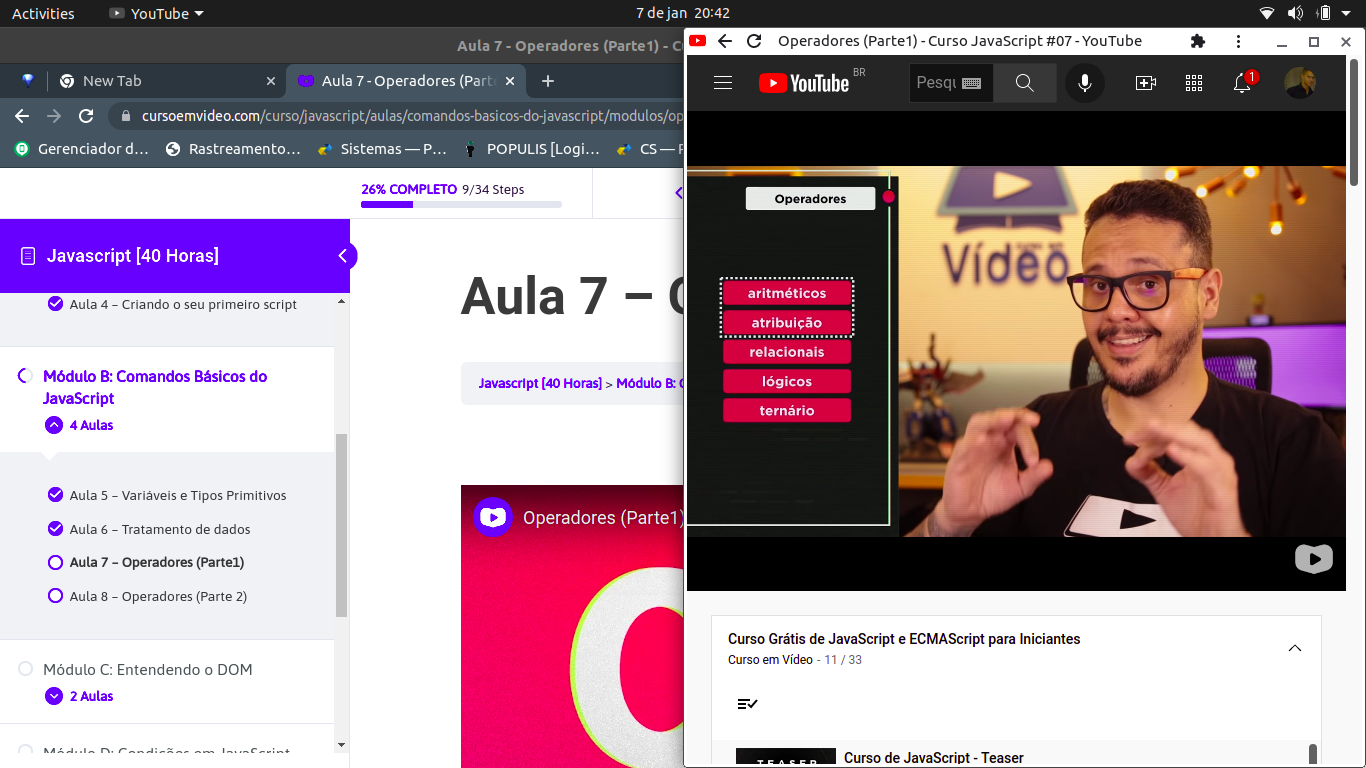 Activities
YouTube
7 de jan 20:42
Aula 7 - Operadores (Parte1) - C
New Tab
Aula 7 - Operadores (Parte
cursoemvideo.com/curso/javascript/aulas/comandos-basicos-do-javascript/modulos/op
Gerenciador d…
Rastreamento…
Sistemas — P…
POPULIS [Logi…
CS — F
26% COMPLETO 9/34 Steps
Javascript [40 Horas]
Aula 4 – Criando o seu primeiro script
Módulo B: Comandos Básicos do
JavaScript
4 Aulas
Aula 5 – Variáveis e Tipos Primitivos
Aula 6 – Tratamento de dados
Aula 7 – Operadores (Parte1)
Aula 8 – Operadores (Parte 2)
Módulo C: Entendendo o DOM
2 Aulas
Módulo D: Condições em JavaScript
Aula 7 –
Javascript [40 Horas] > Módulo B: C
Operadores (Parte1)
Operadores (Parte1) - Curso JavaScript #07 - YouTube
YouTube BR
Pesqu
1
Operadores
aritméticos
atribuição
relacionais
lógicos
ternário
Vídeo
Curso Grátis de JavaScript e ECMAScript para Iniciantes
Curso em Vídeo - 11 / 33
TEASER
Curso de JavaScript - Teaser